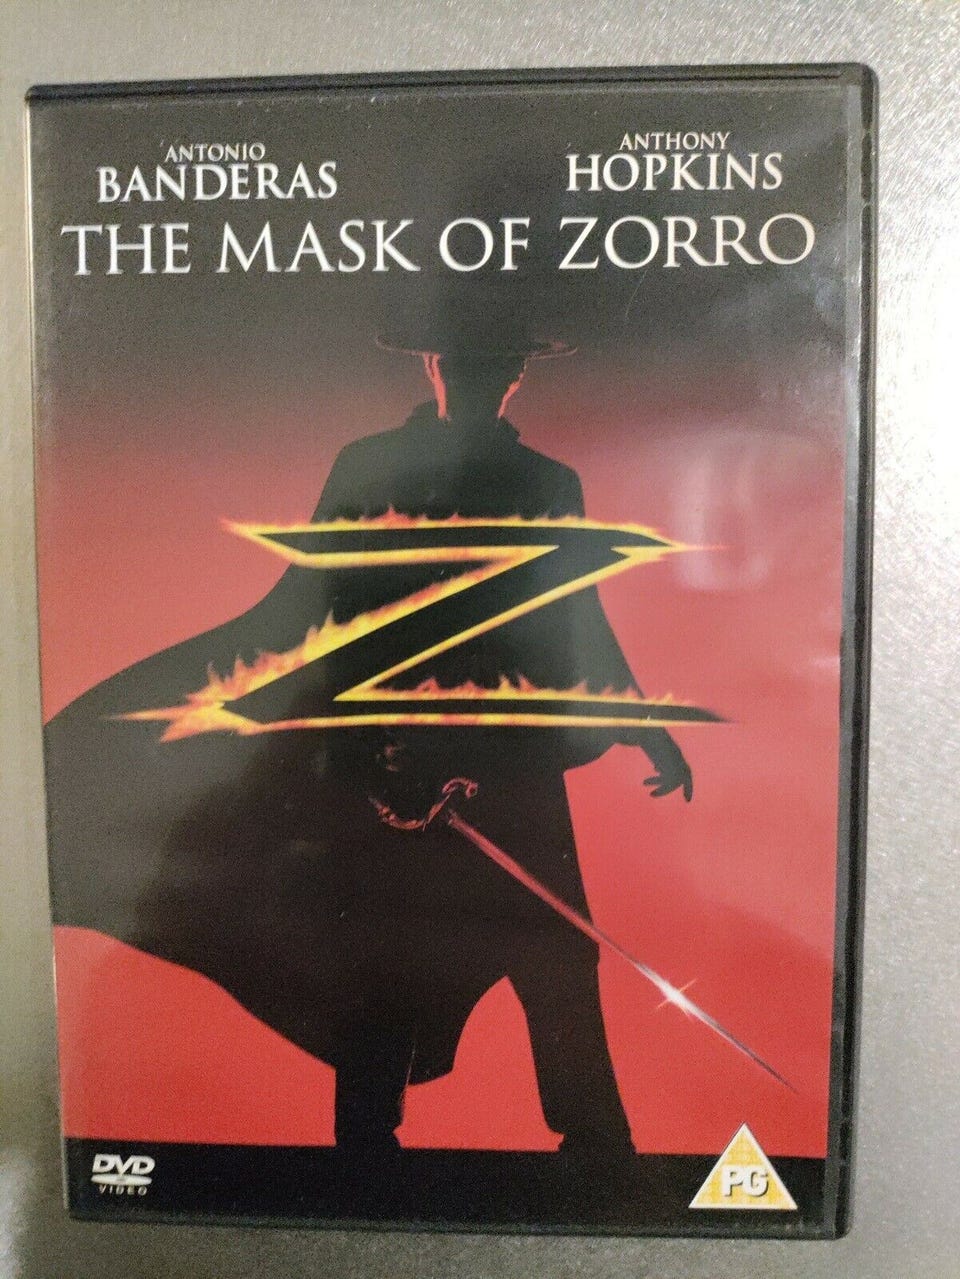 ANTONIO
BANDERAS
ANTHONY
HOPKINS
THE MASK OF ZORRO
Z
DVD
VIDEO
PG